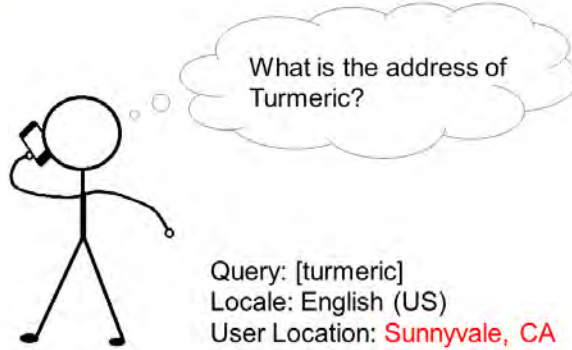 What is the address of
Turmeric?
Query: [turmeric]
Locale: English (US)
User Location: Sunnyvale, CA